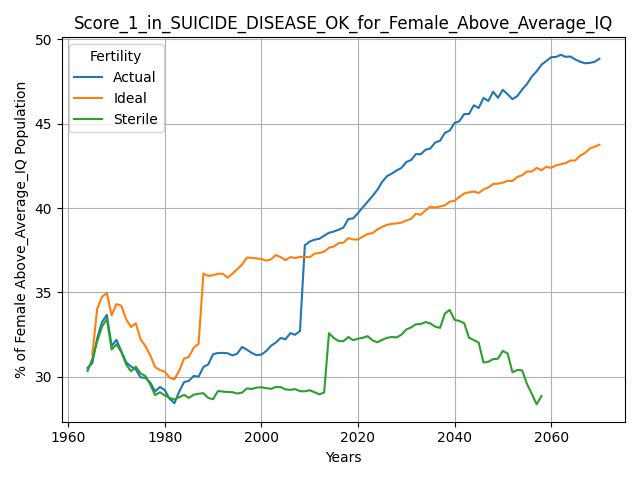 Score_1_in_SUICIDE_DISEASE_OK_for_Female_Above_Average_IQ
% of Female Above_Average_IQ Population
Fertility
Actual
Ideal
Sterile
50
45
40
35
30
1960
1980
2000
2020
2040
2060
Years